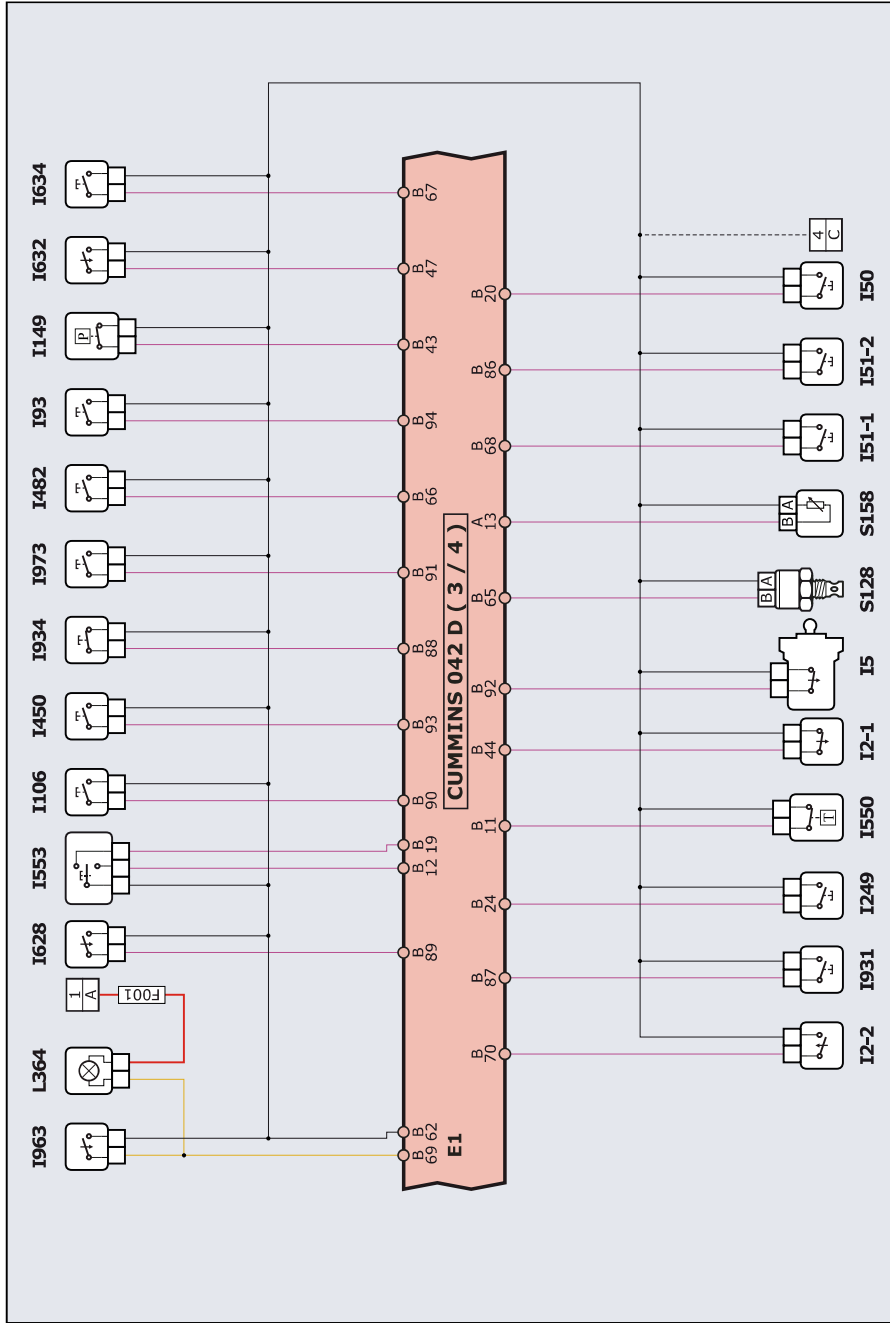 I963 L364 I628 I553 I106 I450 I934 I973 I482 I93 I149 I632 I634
1
A
P
F001
B B B B B B B B B B B B B B
69 62 89 12 19 90 93 88 91 66 94 43 47 67
E1
CUMMINS 042 D ( 3 / 4 )
B B B B B B B A B B B
70 87 24 11 44 92 65 13 68 86 20
B A
B A
T
4
C
I2-2 I931 I249 I550 I2-1 I5 S128 S158 I51-1 I51-2 I50